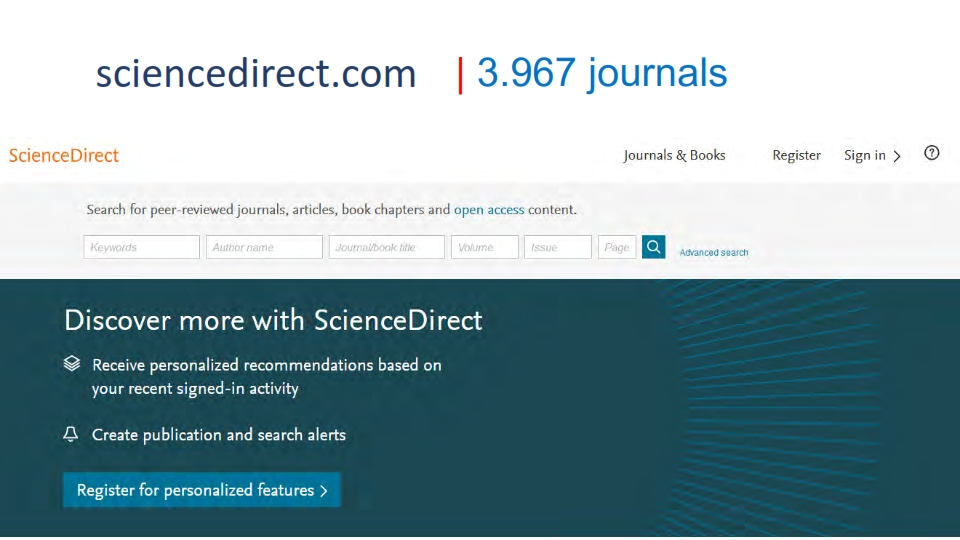 sciencedirect.com | 3.967 journals
ScienceDirect Journals & Books Register Sign in
Search for peer-reviewed journals, articles, book chapters and open access content.
Keywords Author name Journal/book title Volume Issue Page Advanced search
Discover more with ScienceDirect
Receive personalized recommendations based on
your recent signed-in activity
Create publication and search alerts
Register for personalized features